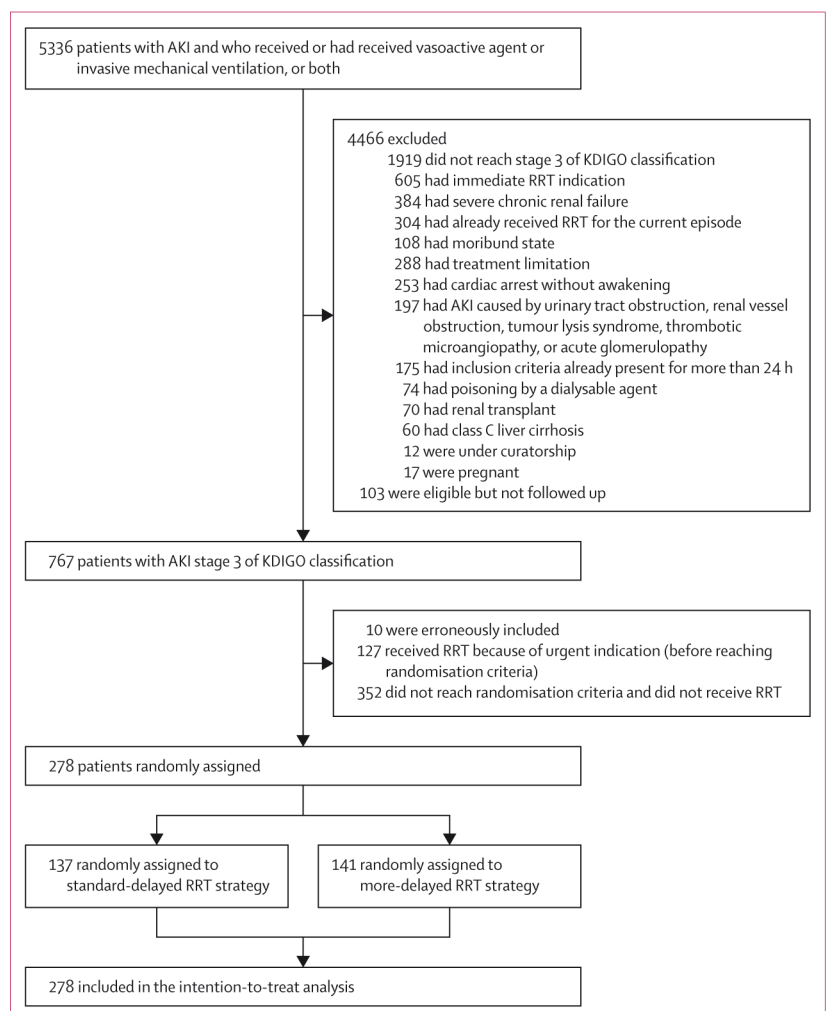 5336 patients with AKI and who received or had received vasoactive agent or
invasive mechanical ventilation, or both
4466 excluded
1919 did not reach stage 3 of KDIGO classification
605 had immediate RRT indication
384 had severe chronic renal failure
304 had already received RRT for the current episode
108 had moribund state
288 had treatment limitation
253 had cardiac arrest without awakening
197 had AKI caused by urinary tract obstruction, renal vessel
obstruction, tumour lysis syndrome, thrombotic
microangiopathy, or acute glomerulopathy
175 had inclusion criteria already present for more than 24 h
74 had poisoning by a dialysable agent
70 had renal transplant
60 had class C liver cirrhosis
12 were under curatorship
17 were pregnant
103 were eligible but not followed up
767 patients with AKI stage 3 of KDIGO classification
10 were erroneously included
127 received RRT because of urgent indication (before reaching
randomisation criteria)
352 did not reach randomisation criteria and did not receive RRT
278 patients randomly assigned
137 randomly assigned to
standard-delayed RRT strategy
141 randomly assigned to
more-delayed RRT strategy
278 included in the intention-to-treat analysis